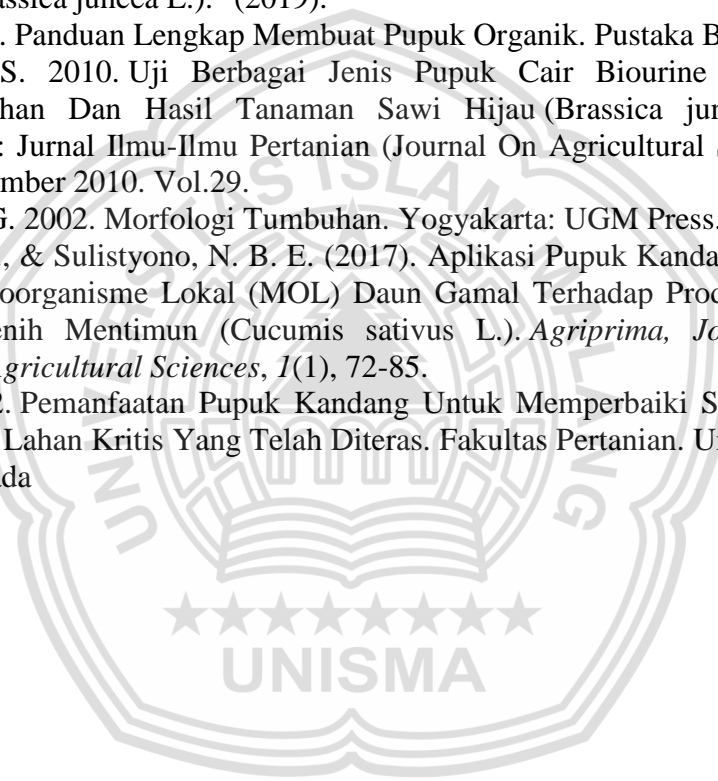 assica juncea L.)." (2019).
. Panduan Lengkap Membuat Pupuk Organik. Pustaka B
S. 2010. Uji Berbagai Jenis Pupuk Cair Biourine
han Dan Hasil Tanaman Sawi Hijau (Brassica jun
: Jurnal Ilmu-Ilmu Pertanian (Journal On Agricultural
mber 2010. Vol.29.
G. 2002. Morfologi Tumbuhan. Yogyakarta: UGM Press.
., & Sulistyono, N. B. E. (2017). Aplikasi Pupuk Kanda
oorganisme Lokal (MOL) Daun Gamal Terhadap Prod
enih Mentimun (Cucumis sativus L.). Agriprima, Jo
gricultural Sciences, 1(1), 72-85.
2. Pemanfaatan Pupuk Kandang Untuk Memperbaiki S
Lahan Kritis Yang Telah Diteras. Fakultas Pertanian. U
da
UNIVERSITAS ISLAM MALANG
UNISMA